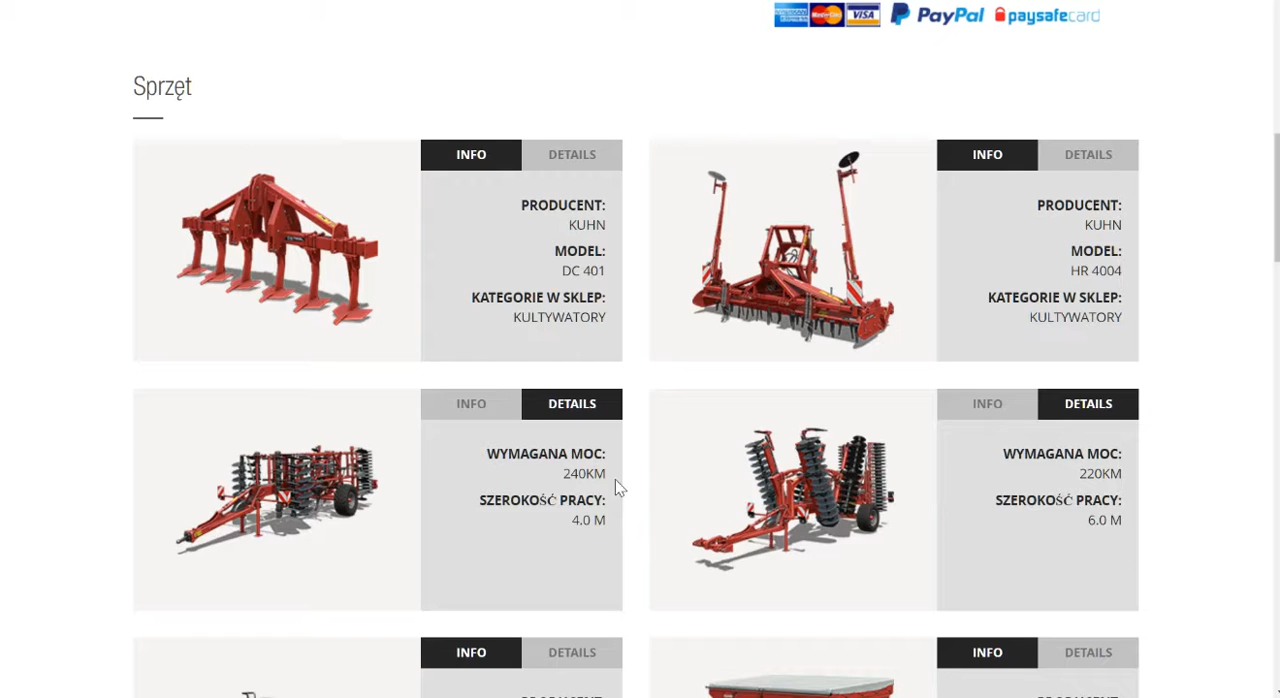 MasterCard VISA PayPal paysafecard
Sprzęt
INFO DETAILS
PRODUCENT:
KUHN
MODEL:
DC 401
KATEGORIE W SKLEP:
KULTYWATORY
INFO DETAILS
PRODUCENT:
KUHN
MODEL:
HR 4004
KATEGORIE W SKLEP:
KULTYWATORY
INFO DETAILS
WYMAGANA MOC:
240KM
SZEROKOŚĆ PRACY:
4.0 M
INFO DETAILS
WYMAGANA MOC:
220KM
SZEROKOŚĆ PRACY:
6.0 M
INFO DETAILS
INFO DETAILS